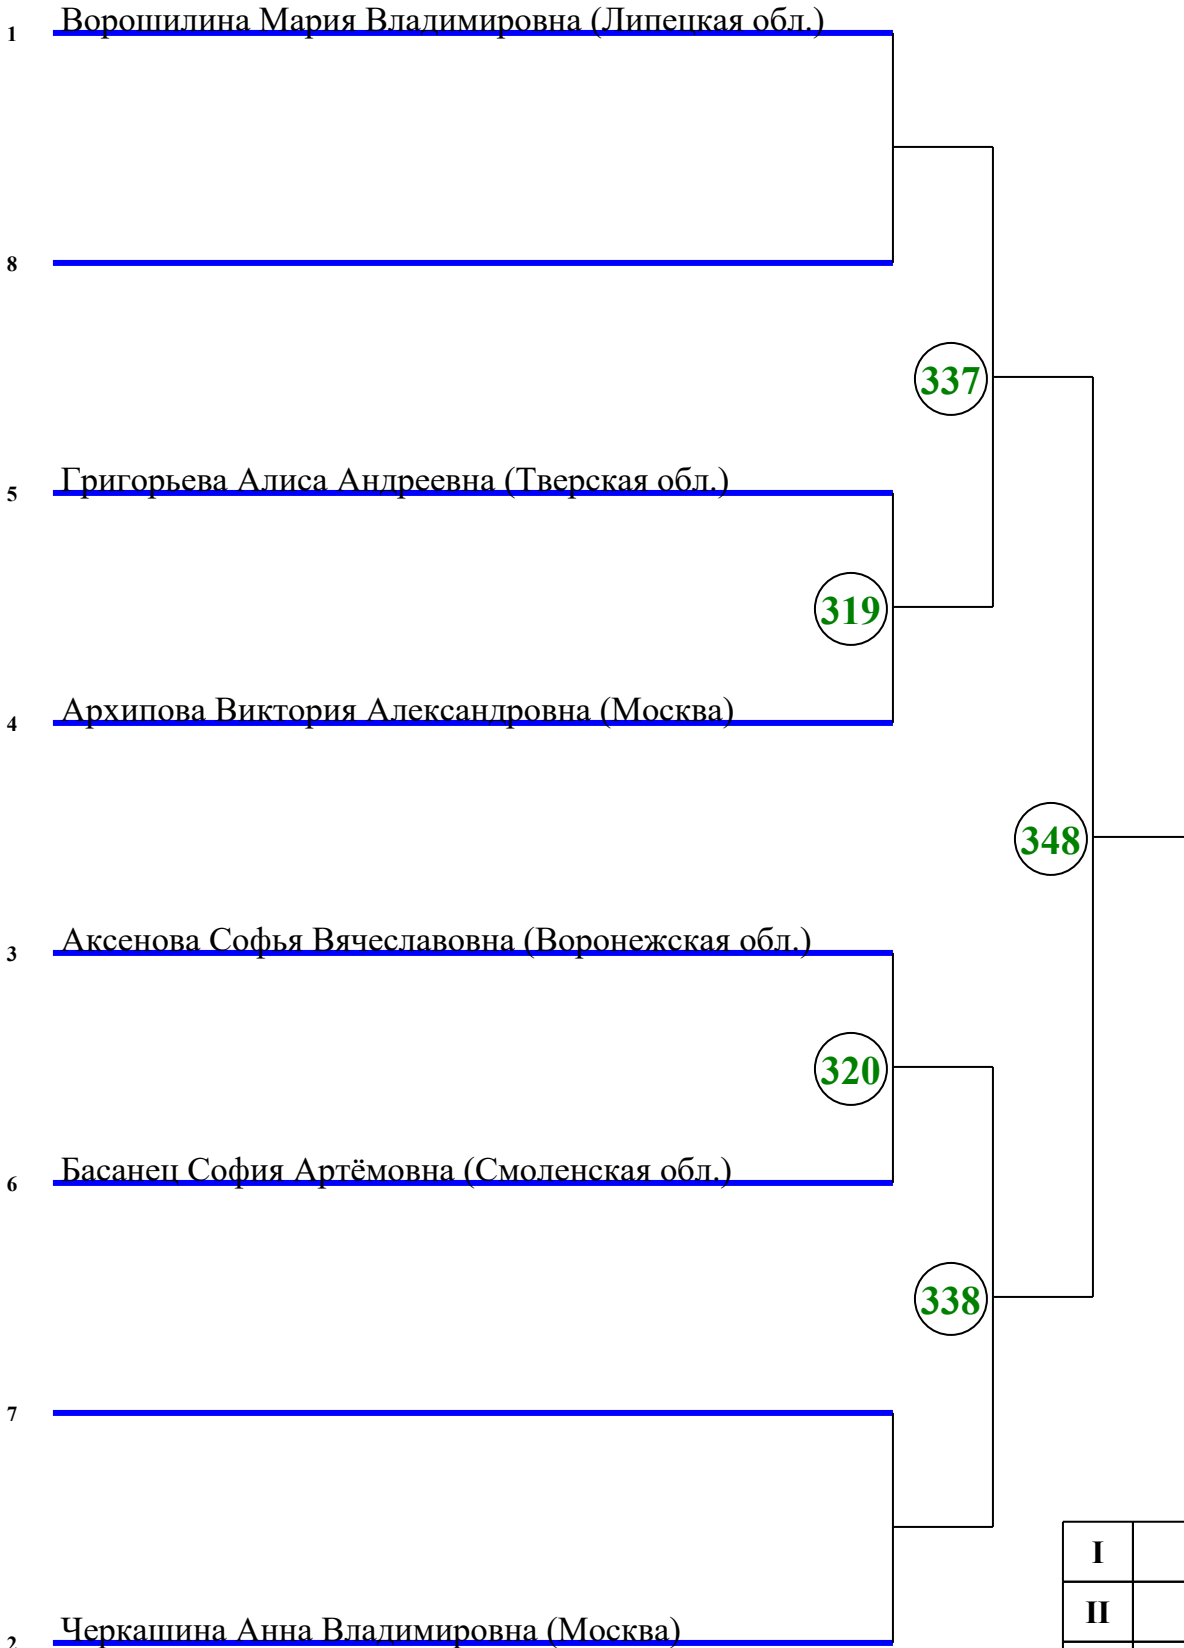 1 Ворошилина Мария Владимировна (Липецкая обл.)
8
337
5 Григорьева Алиса Андреевна (Тверская обл.)
319
4 Архипова Виктория Александровна (Москва)
348
3 Аксенова Софья Вячеславовна (Воронежская обл.)
320
6 Басанец София Артёмовна (Смоленская обл.)
338
7
I
II
2 Черкашина Анна Владимировна (Москва)